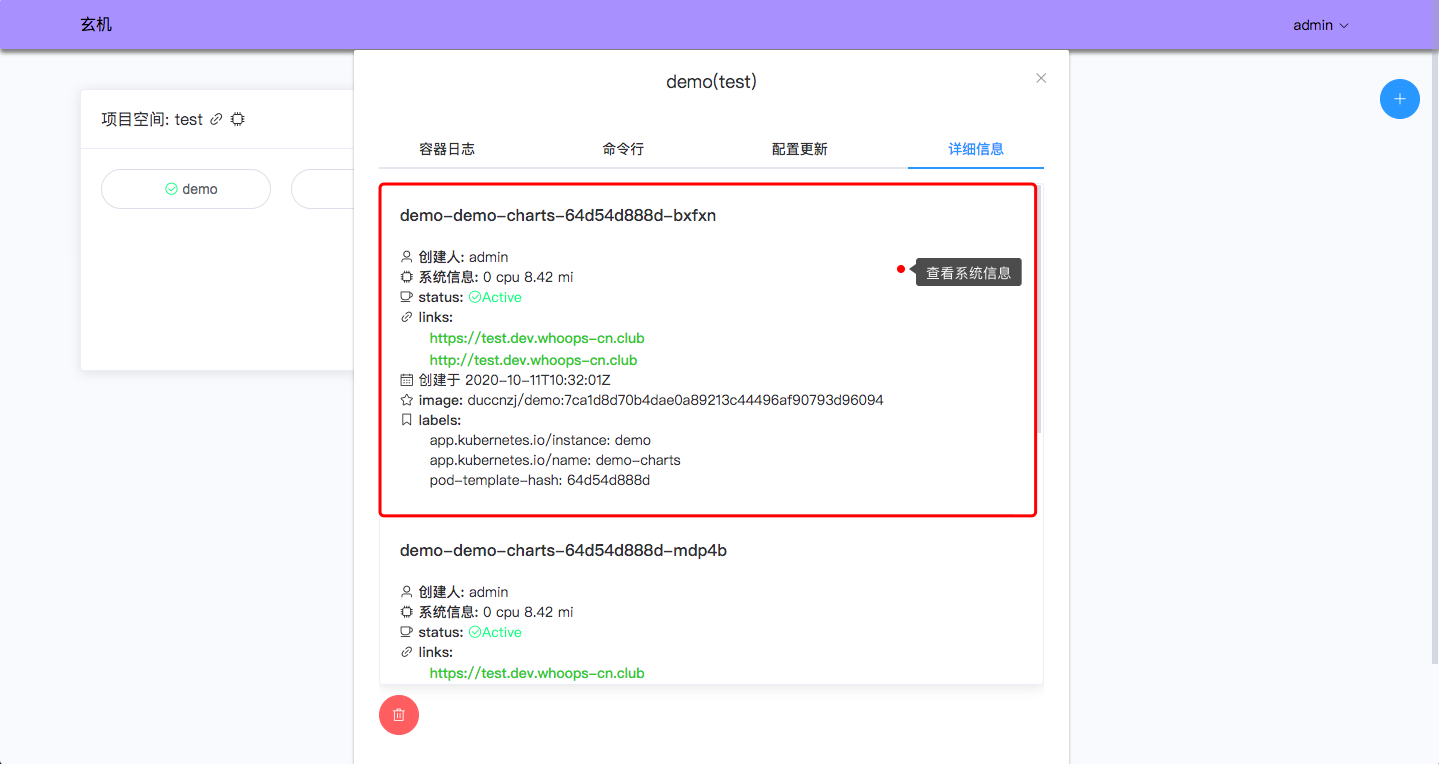 玄机
admin
项目空间: test
demo
demo(test)
容器日志
命令行
配置更新
详细信息
demo-demo-charts-64d54d888d-bxfxn
创建人: admin
系统信息: 0 cpu 8.42 mi
查看系统信息
status: Active
links:
https://test.dev.whoops-cn.club
http://test.dev.whoops-cn.club
创建于 2020-10-11T10:32:01Z
image: duccnzj/demo:7ca1d8d70b4dae0a89213c44496af90793d96094
labels:
app.kubernetes.io/instance: demo
app.kubernetes.io/name: demo-charts
pod-template-hash: 64d54d888d
demo-demo-charts-64d54d888d-mdp4b
创建人: admin
系统信息: 0 cpu 8.42 mi
status: Active
links:
https://test.dev.whoops-cn.club